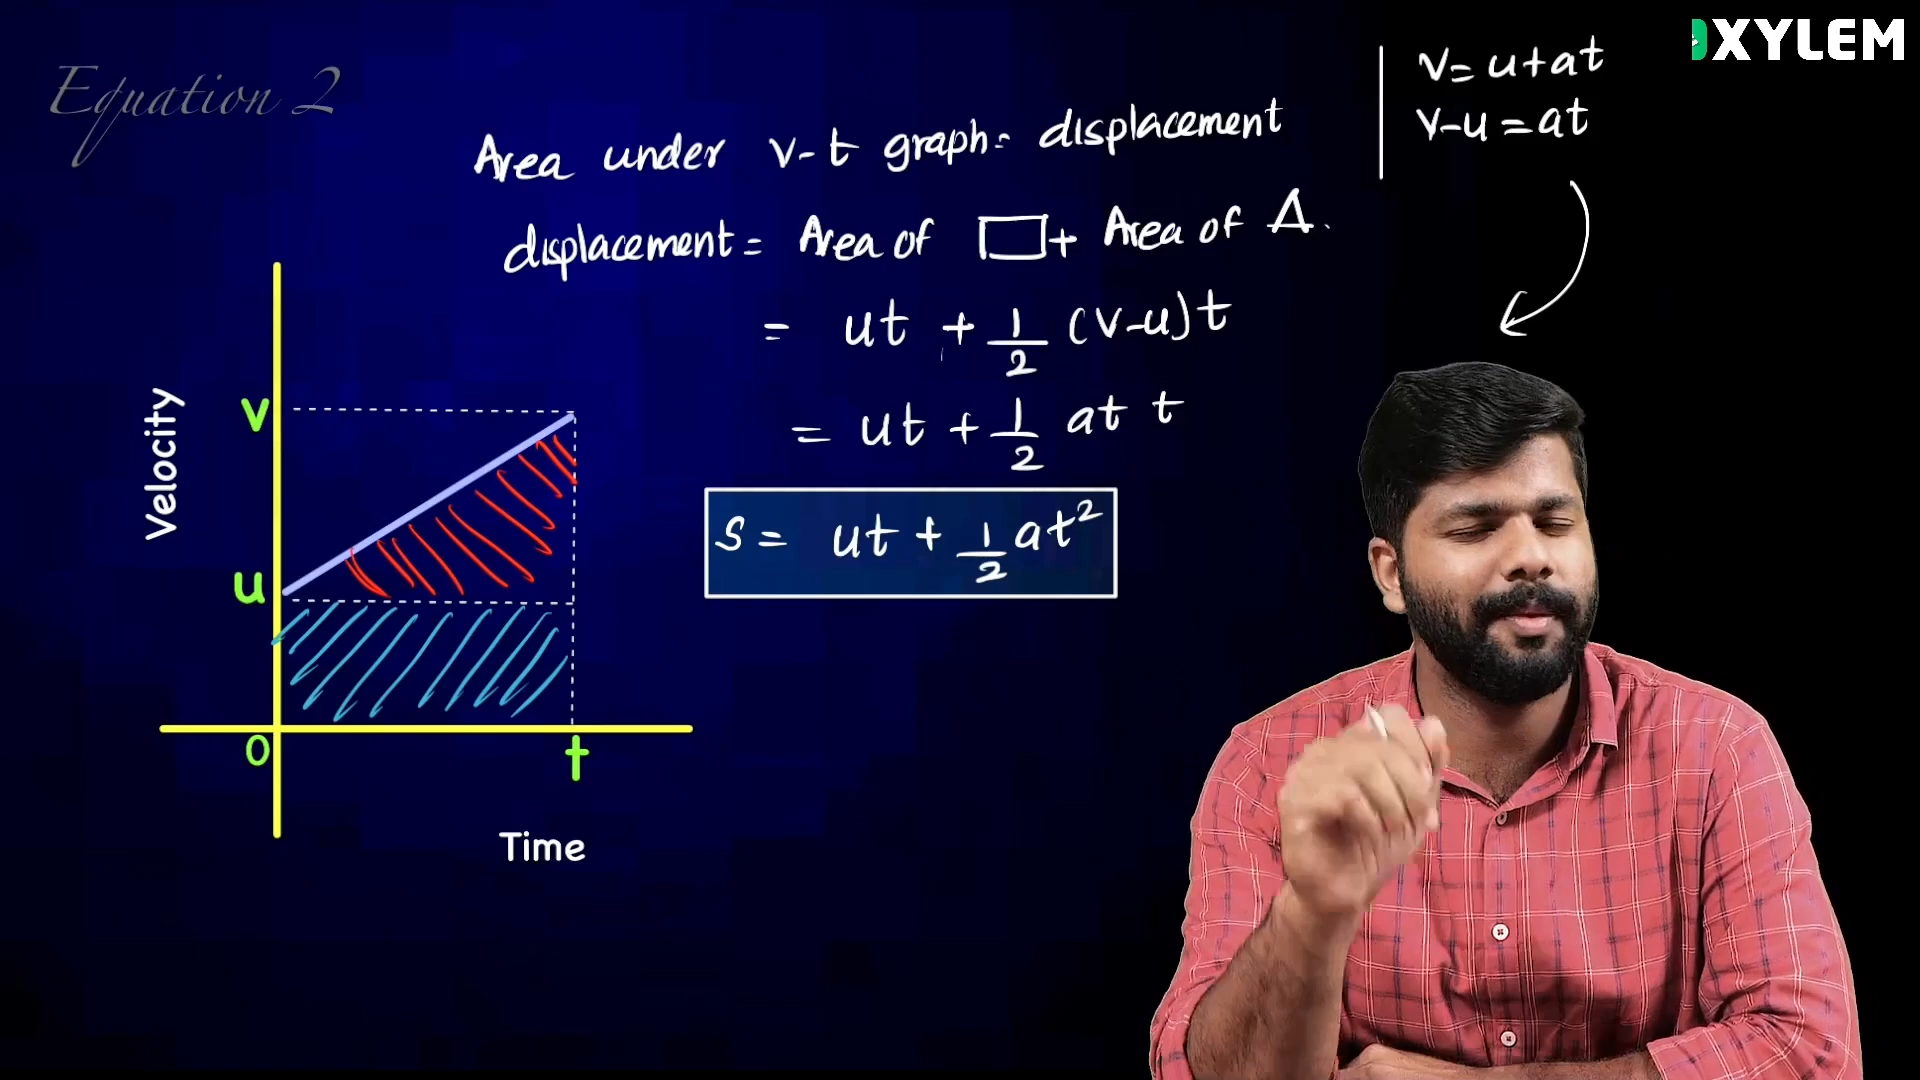 XYLEM
Equation 2
v = u+at
v-u = at
Area under v-t graph = displacement
displacement = Area of □ + Area of Δ.
= ut + 1/2 (v-u)t
= ut + 1/2 at t
s = ut + 1/2 at²
Velocity
v
u
0
t
Time